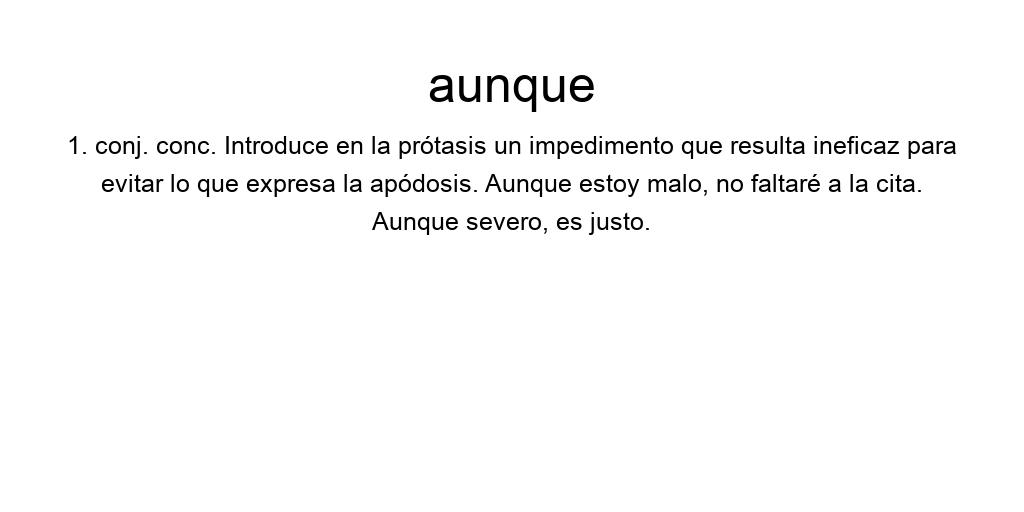 aunque
1. conj. conc. Introduce en la prótasis un impedimento que resulta ineficaz para
evitar lo que expresa la apódosis. Aunque estoy malo, no faltaré a la cita.
Aunque severo, es justo.